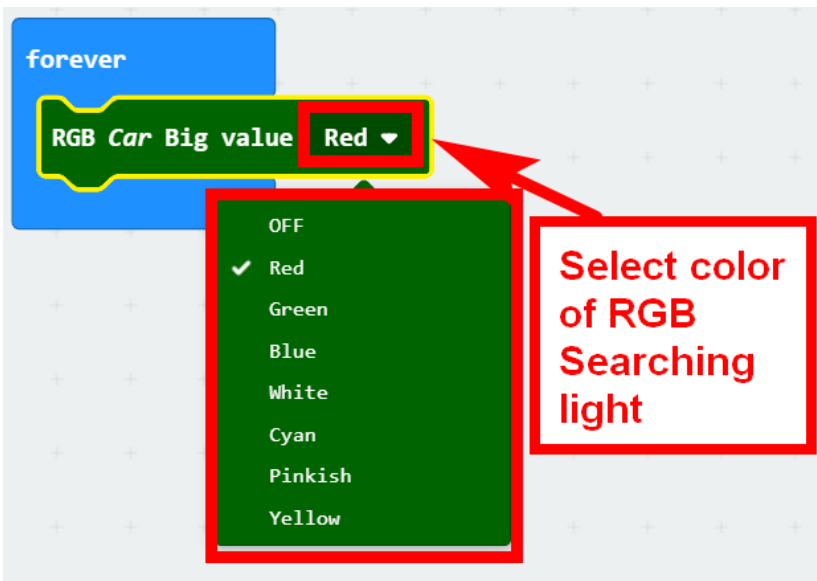 forever
RGB Car Big value Red
OFF
Red
Green
Blue
White
Cyan
Pinkish
Yellow
Select color
of RGB
Searching
light